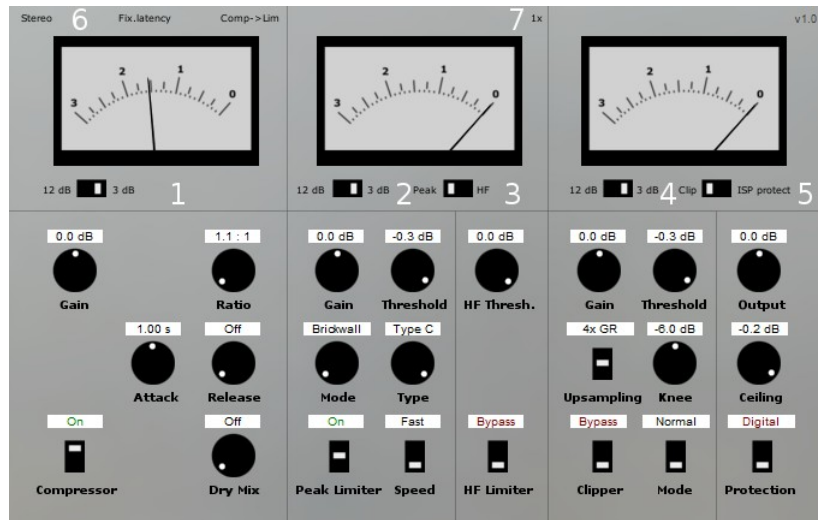 Stereo 6 Fix.latency Comp->Lim 7 1x v1.0
3 2 1 0 3 2 1 0 3 2 1 0
12 dB 3 dB 1 12 dB 3 dB 2 Peak HF 3 12 dB 3 dB 4 Clip ISP protect 5
0.0 dB 1.1 : 1 0.0 dB -0.3 dB 0.0 dB 0.0 dB -0.3 dB 0.0 dB
Gain Ratio Gain Threshold HF Thresh. Gain Threshold Output
1.00 s Off Brickwall Type C 4x GR -6.0 dB -0.2 dB
Attack Release Mode Type Upsampling Knee Ceiling
On Off On Fast Bypass Bypass Normal Digital
Compressor Dry Mix Peak Limiter Speed HF Limiter Clipper Mode Protection